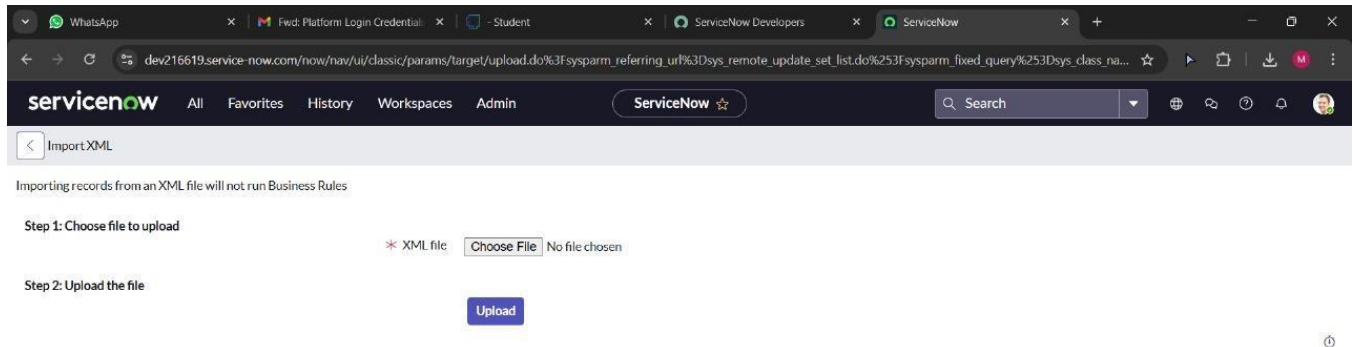 WhatsApp
Fwd: Platform Login Credential
- Student
ServiceNow Developers
ServiceNow
dev216619.service-now.com/now/nav/ui/classic/params/target/upload.do%3Fsysparm_referring_url%3Dsys_remote_update_set_list.do%253Fsysparm_fixed_query%253Dsys_class_na...
M
servicenow All Favorites History Workspaces Admin ServiceNow Search
Import XML
Importing records from an XML file will not run Business Rules
Step 1: Choose file to upload
* XML file Choose File No file chosen
Step 2: Upload the file
Upload